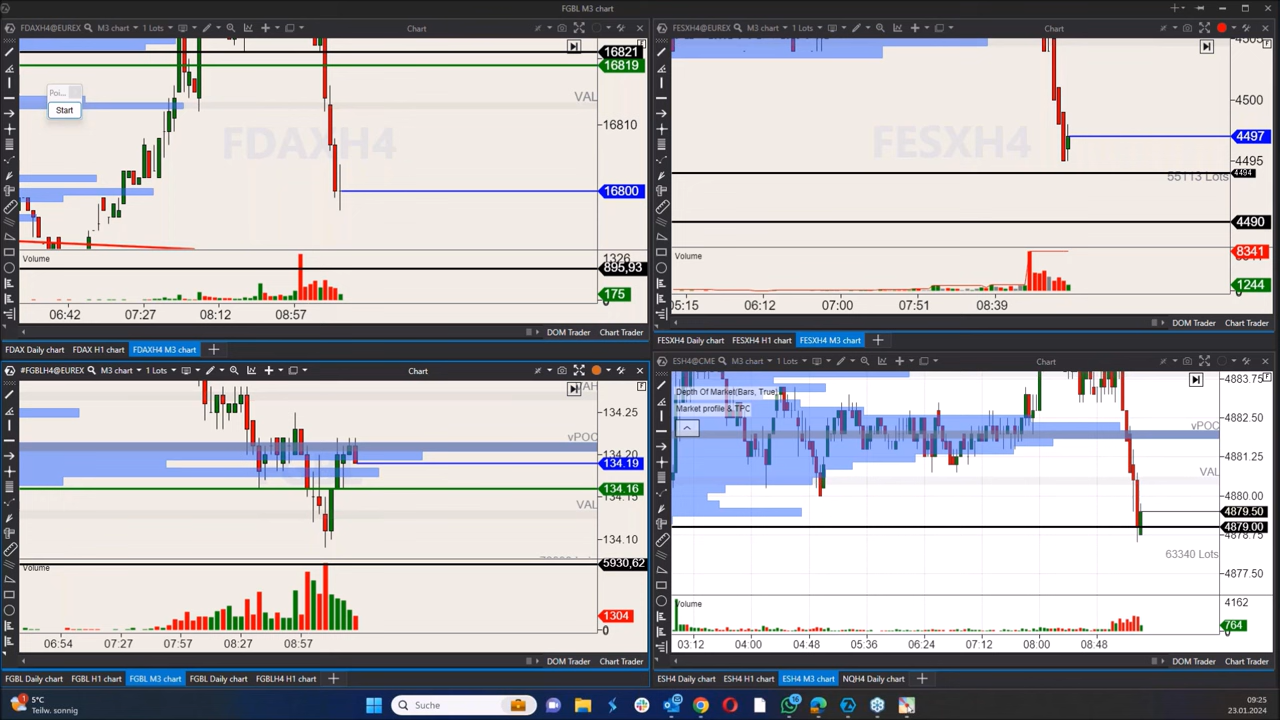 FGBL M3 chart
FDAXH4@EUREX M3 chart 1 Lots Chart
16821
16819
VAL
16810
FDAXH4
16800
Poi...
Start
Volume
1326
895,93
175
0
06:42 07:27 08:12 08:57
DOM Trader Chart Trader
FDAX Daily chart FDAX H1 chart FDAXH4 M3 chart
FESXH4@EUREX M3 chart 1 Lots Chart
4505
4500
FESXH4
4497
4495
55113 Lots
4494
4490
Volume
8341
1244
05:15 06:12 07:00 07:51 08:39
DOM Trader Chart Trader
FESX Daily chart FESXH4 H1 chart FESXH4 M3 chart
#FGBLH4@EUREX M3 chart 1 Lots Chart
VAH
134.25
vPOC
134.20
134.19
134.16
134.15
VAL
134.10
Volume
5930,62
1304
0
06:54 07:27 07:57 08:27 08:57
DOM Trader Chart Trader
FGBL Daily chart FGBL H1 chart FGBL M3 chart FGBL Daily chart FGBLH4 H1 chart
ESH4@CME M3 chart 1 Lots Chart
Depth Of Market(Bars, True)
Market profile & TPC
4883.75
4882.50
vPOC
4881.25
VAL
4880.00
4879.50
4879.00
4878.75
63340 Lots
4877.50
Volume
4162
764
0
03:12 04:00 04:48 05:36 06:24 07:12 08:00 08:48
DOM Trader Chart Trader
ESH4 Daily chart ESH4 H1 chart ESH4 M3 chart NQH4 Daily chart
5°C
Teilw. sonnig
Suche
09:25
23.01.2024